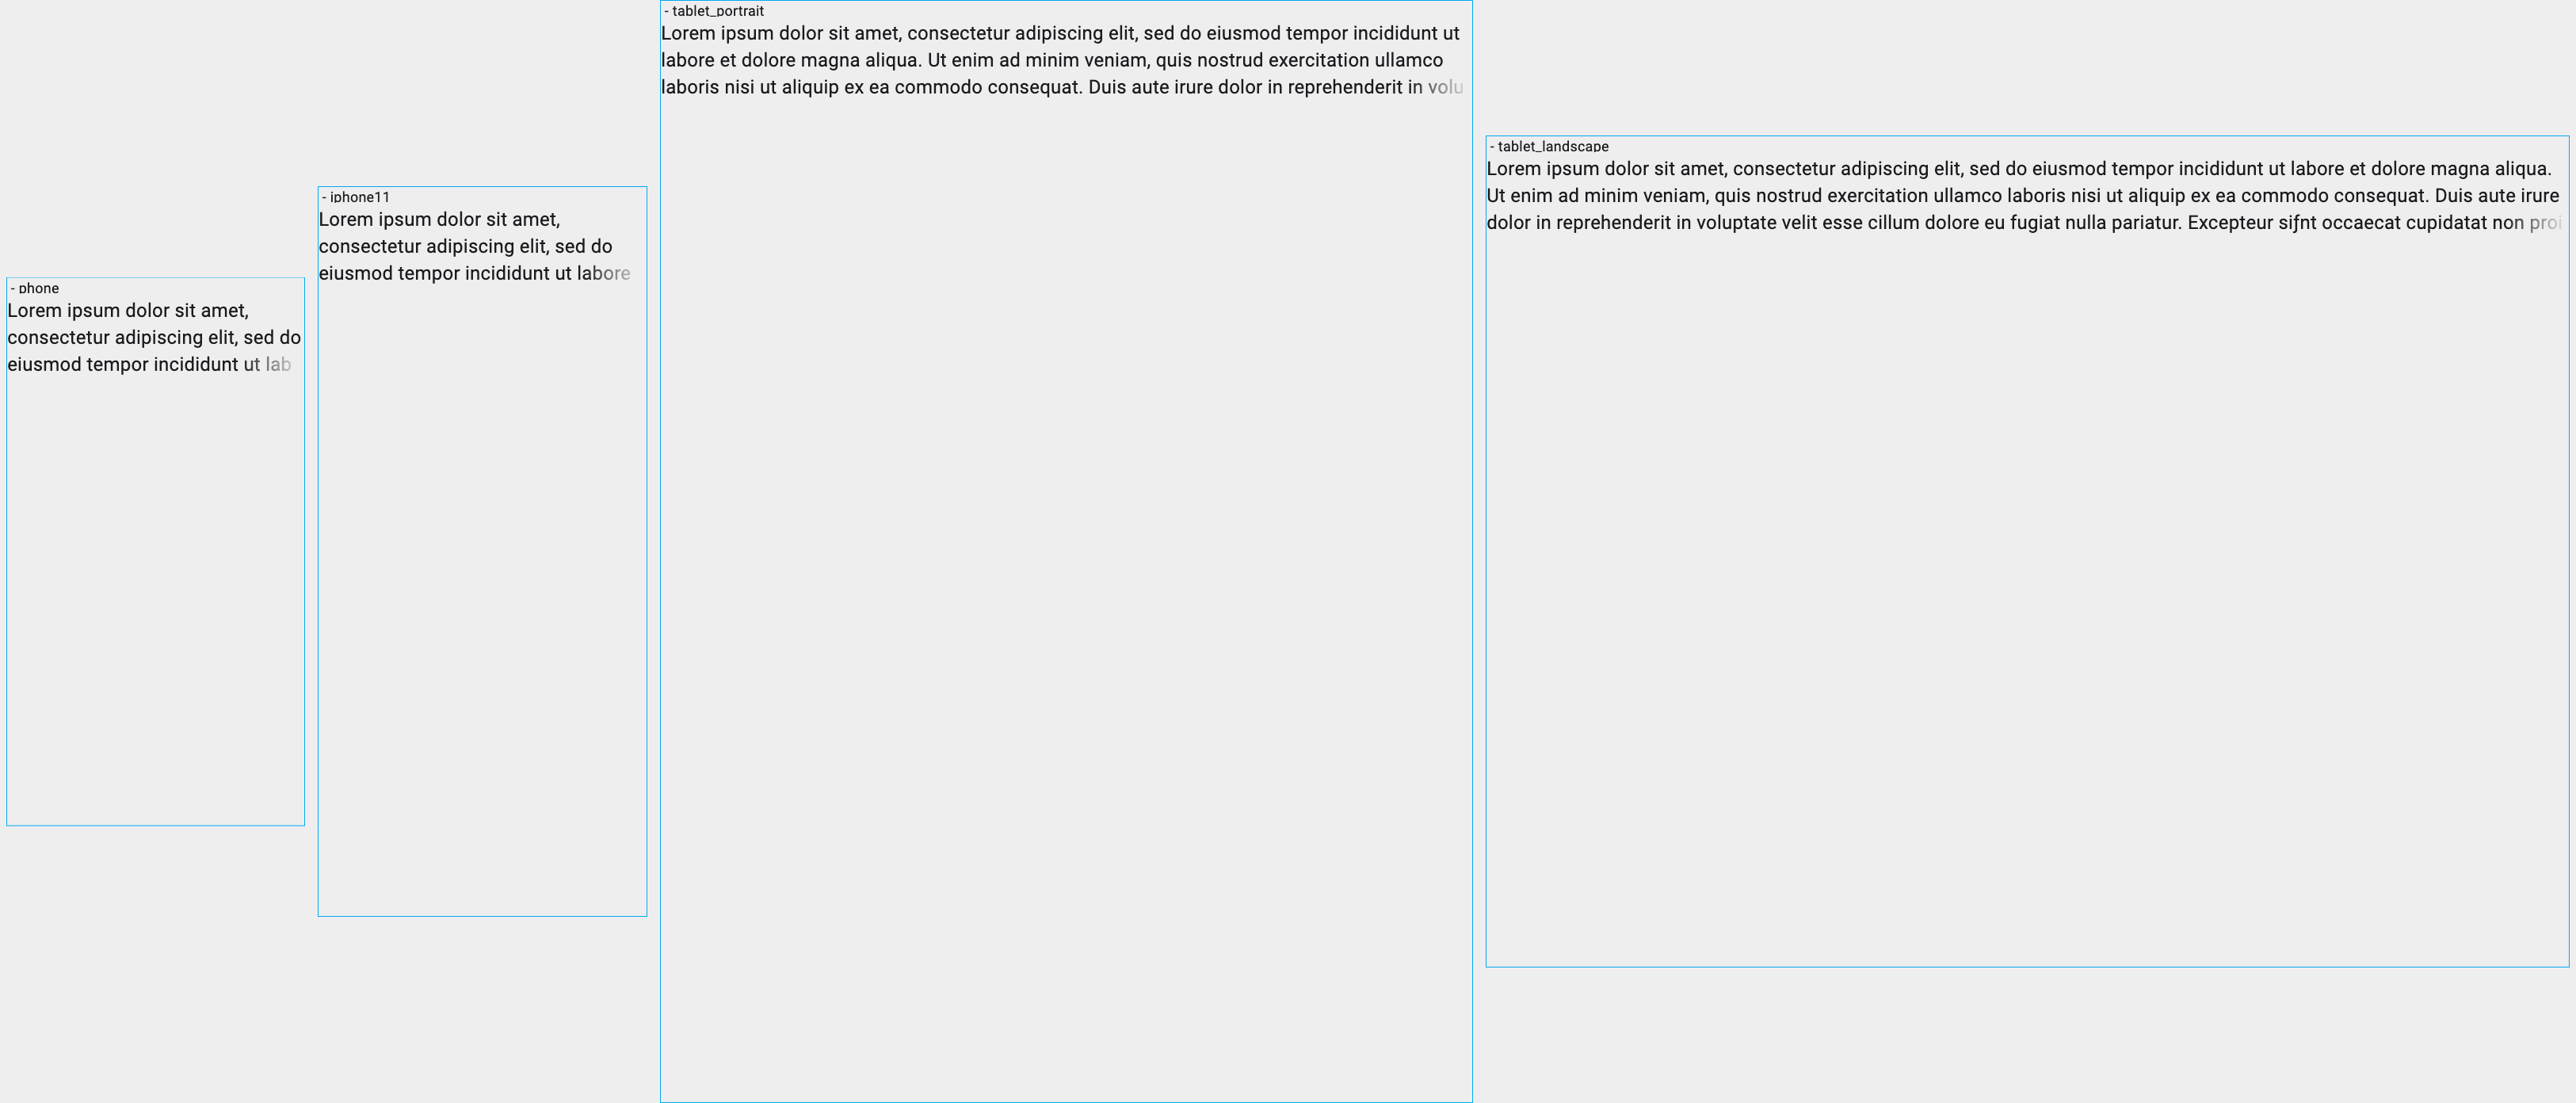 - phone
Lorem ipsum dolor sit amet,
consectetur adipiscing elit, sed do
eiusmod tempor incididunt ut lab
- iphone11
Lorem ipsum dolor sit amet,
consectetur adipiscing elit, sed do
eiusmod tempor incididunt ut labore
- tablet_portrait
Lorem ipsum dolor sit amet, consectetur adipiscing elit, sed do eiusmod tempor incididunt ut
labore et dolore magna aliqua. Ut enim ad minim veniam, quis nostrud exercitation ullamco
laboris nisi ut aliquip ex ea commodo consequat. Duis aute irure dolor in reprehenderit in volu
- tablet_landscape
Lorem ipsum dolor sit amet, consectetur adipiscing elit, sed do eiusmod tempor incididunt ut labore et dolore magna aliqua.
Ut enim ad minim veniam, quis nostrud exercitation ullamco laboris nisi ut aliquip ex ea commodo consequat. Duis aute irure
dolor in reprehenderit in voluptate velit esse cillum dolore eu fugiat nulla pariatur. Excepteur siƒnt occaecat cupidatat non proi